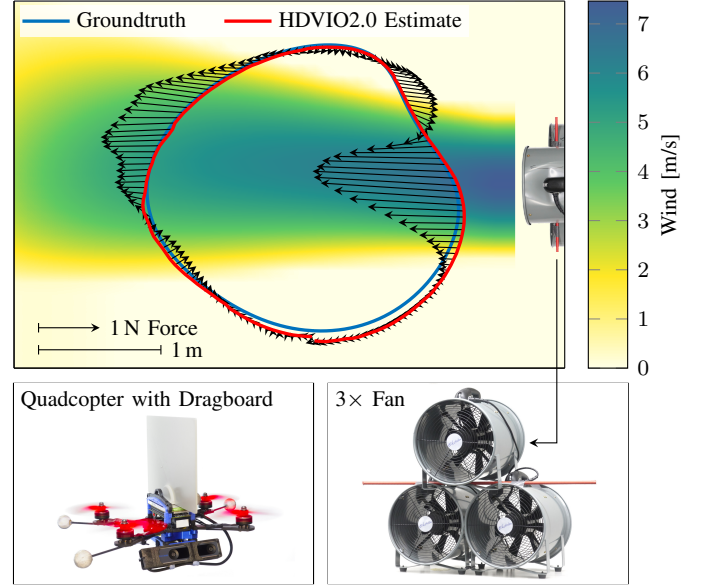 Groundtruth HDVIO2.0 Estimate
7
6
5
4
3
2
1
0
Wind [m/s]
1 N Force
1 m
Quadcopter with Dragboard
3× Fan